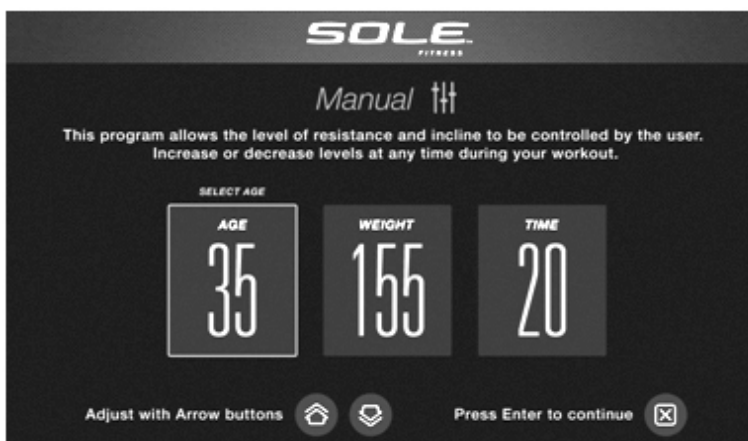 SOLE
FITNESS
Manual
This program allows the level of resistance and incline to be controlled by the user.
Increase or decrease levels at any time during your workout.
SELECT AGE
AGE
35
WEIGHT
155
TIME
20
Adjust with Arrow buttons
Press Enter to continue